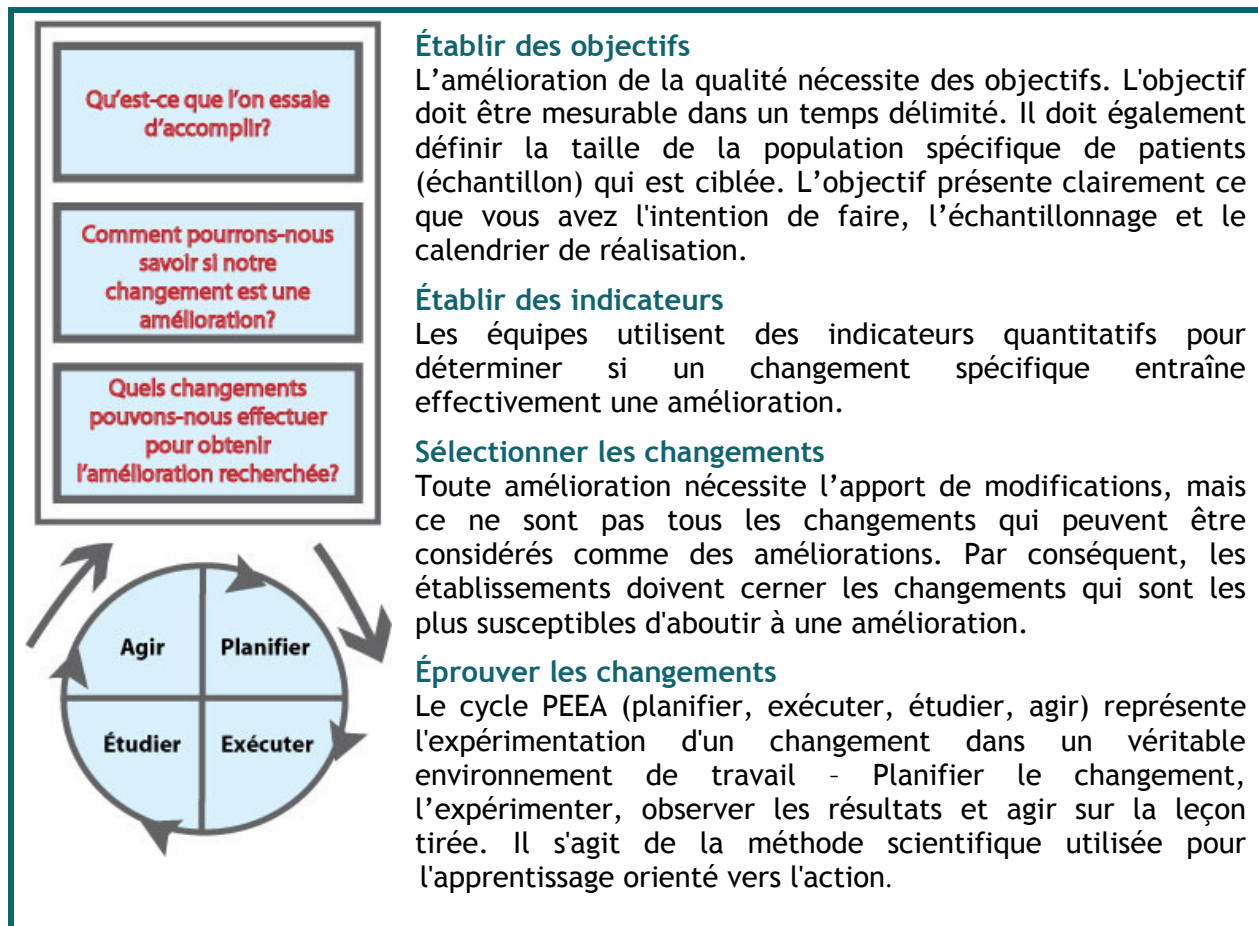 Qu'est-ce que l'on essaie
d'accomplir?
Comment pourrons-nous
savoir si notre
changement est une
amélioration?
Quels changements
pouvons-nous effectuer
pour obtenir
l'amélioration recherchée?
Agir
Planifier
Étudier
Exécuter
Établir des objectifs
L’amélioration de la qualité nécessite des objectifs. L'objectif
doit être mesurable dans un temps délimité. Il doit également
définir la taille de la population spécifique de patients
(échantillon) qui est ciblée. L’objectif présente clairement ce
que vous avez l'intention de faire, l’échantillonnage et le
calendrier de réalisation.
Établir des indicateurs
Les équipes utilisent des indicateurs quantitatifs pour
déterminer si un changement spécifique entraîne
effectivement une amélioration.
Sélectionner les changements
Toute amélioration nécessite l’apport de modifications, mais
ce ne sont pas tous les changements qui peuvent être
considérés comme des améliorations. Par conséquent, les
établissements doivent cerner les changements qui sont les
plus susceptibles d'aboutir à une amélioration.
Éprouver les changements
Le cycle PEEA (planifier, exécuter, étudier, agir) représente
l'expérimentation d'un changement dans un véritable
environnement de travail – Planifier le changement,
l’expérimenter, observer les résultats et agir sur la leçon
tirée. Il s'agit de la méthode scientifique utilisée pour
l'apprentissage orienté vers l'action.